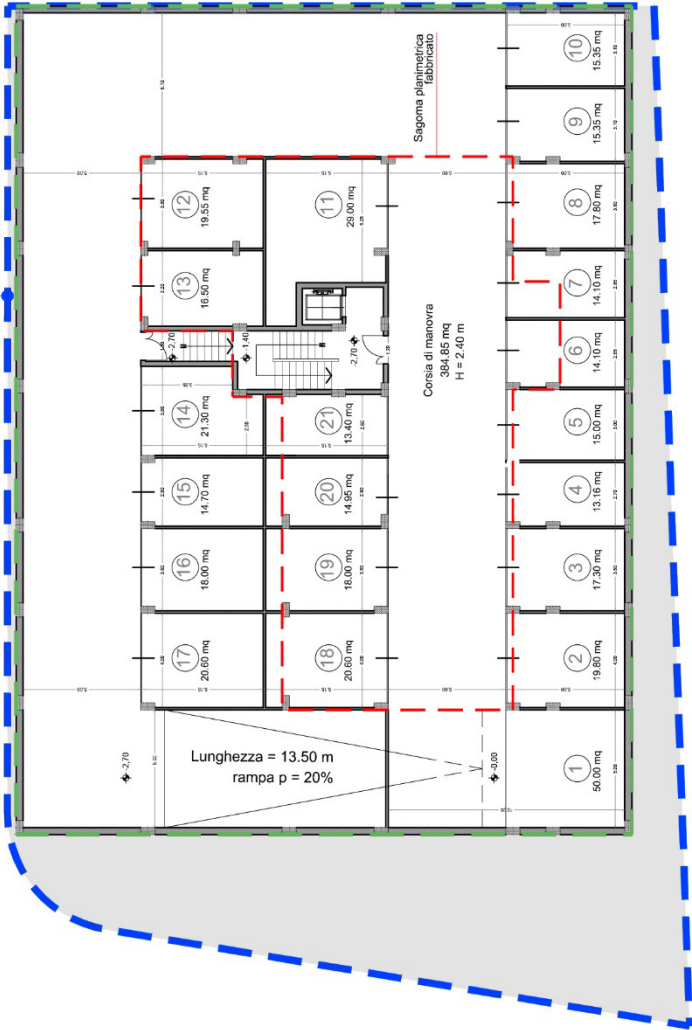 Sagoma planimetrica
fabbricato
10
15.35 mq
9
15.35 mq
8
17.80 mq
7
14.10 mq
6
14.10 mq
5
15.00 mq
4
13.16 mq
3
17.30 mq
2
19.80 mq
1
50.00 mq
12
19.55 mq
11
29.00 mq
13
16.50 mq
-2,70
-1,40
-2,70
Corsia di manovra
384.85 mq
H = 2.40 m
14
21.30 mq
21
13.40 mq
15
14.70 mq
20
14.95 mq
16
18.00 mq
19
18.00 mq
17
20.60 mq
18
20.60 mq
Lunghezza = 13.50 m
rampa p = 20%
-2,70
-0,00